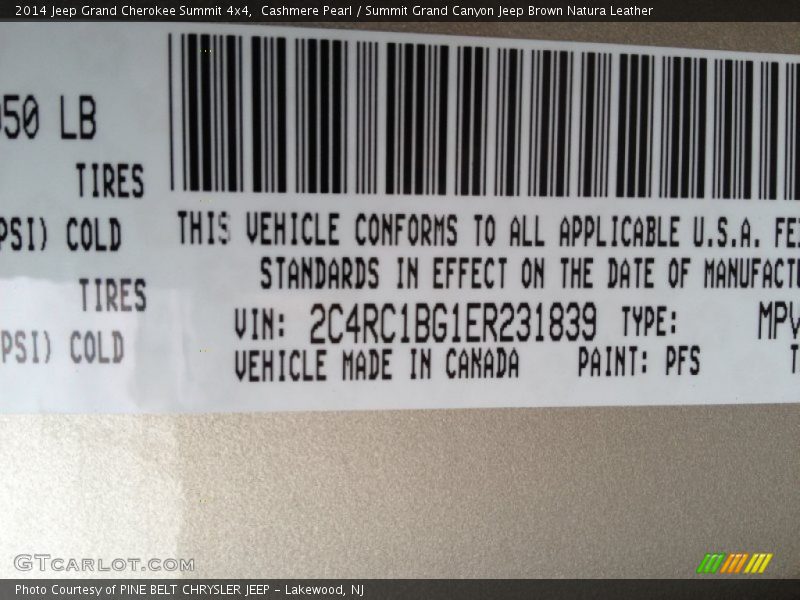 2014 Jeep Grand Cherokee Summit 4x4,  Cashmere Pearl / Summit Grand Canyon Jeep Brown Natura Leather
50 LB
TIRES
PSI) COLD
TIRES
PSI) COLD
THIS VEHICLE CONFORMS TO ALL APPLICABLE U.S.A.
STANDARDS IN EFFECT ON THE DATE OF
VIN: 2C4RC1BG1ER231839 TYPE: MPV
VEHICLE MADE IN CANADA PAINT: PFS
GTCARLOT.COM
Photo Courtesy of PINE BELT CHRYSLER JEEP - Lakewood, NJ